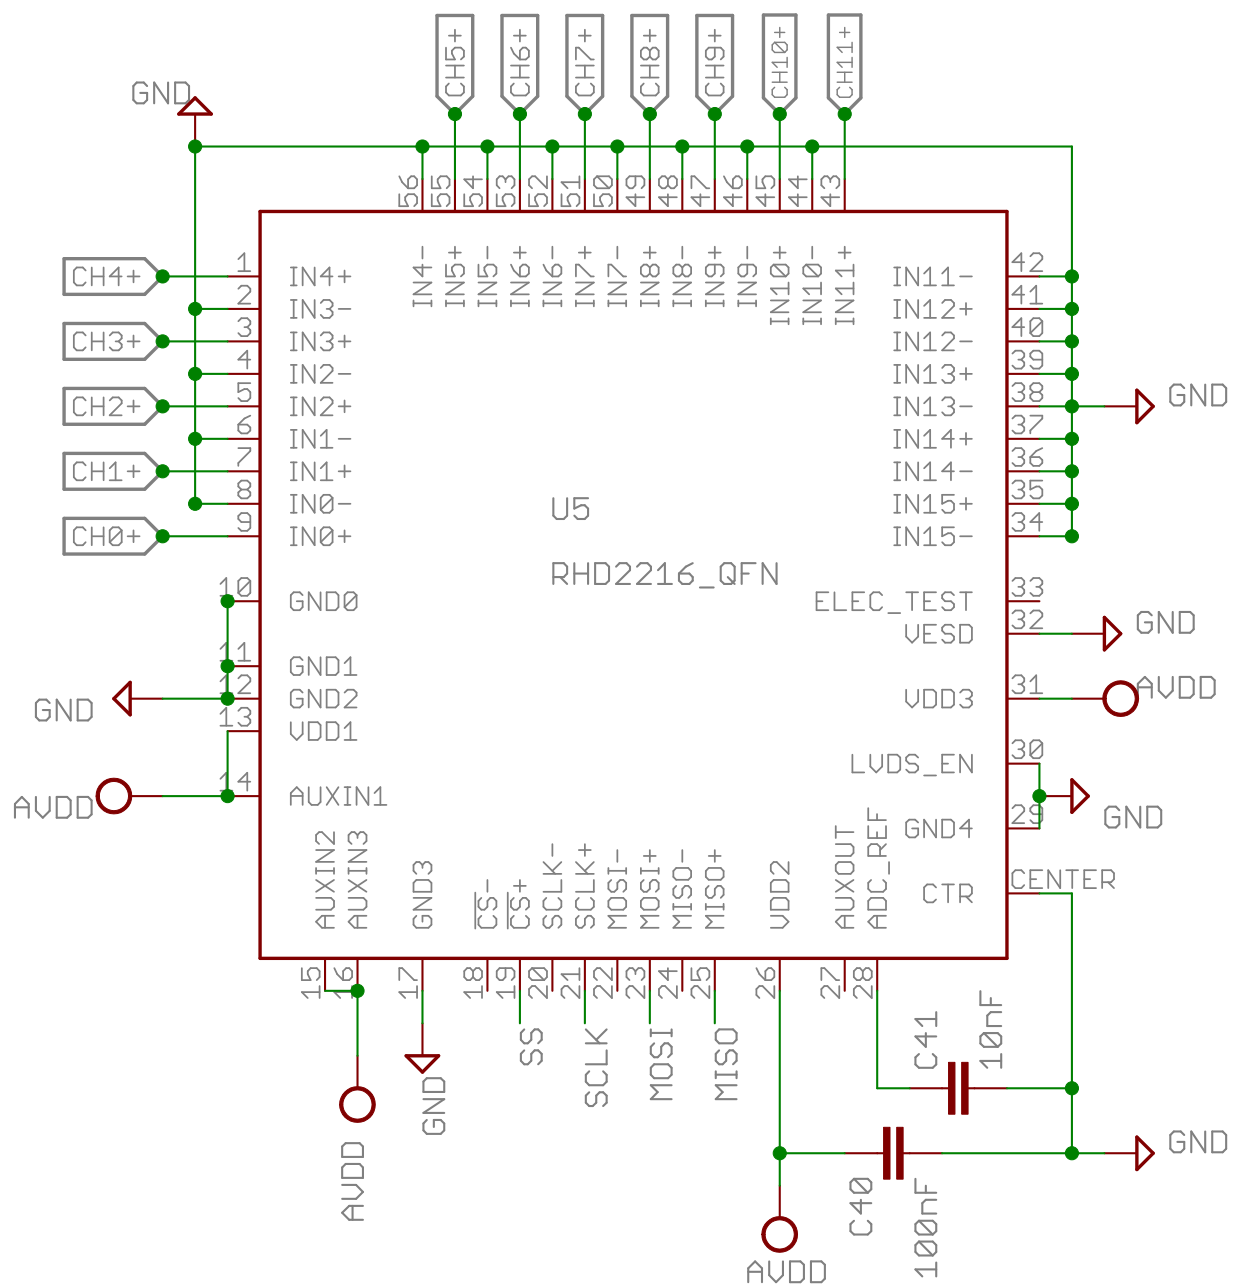 CH5+
CH6+
CH7+
CH8+
CH9+
CH10+
CH11+
GND
56
55
54
53
52
51
50
49
48
47
46
45
44
43
IN4-
IN5+
IN5-
IN6+
IN6-
IN7+
IN7-
IN8+
IN8-
IN9+
IN9-
IN10+
IN10-
IN11+
CH4+ 1 IN4+
2 IN3-
CH3+ 3 IN3+
4 IN2-
CH2+ 5 IN2+
6 IN1-
CH1+ 7 IN1+
8 IN0-
CH0+ 9 IN0+
10 GND0
11 GND1
12 GND2
GND
13 VDD1
14 AUXIN1
AVDD
IN11- 42
IN12+ 41
IN12- 40
IN13+ 39
IN13- 38 GND
IN14+ 37
IN14- 36
IN15+ 35
IN15- 34
U5
RHD2216_QFN
ELEC_TEST 33
VESD 32 GND
VDD3 31 AVDD
LVDS_EN 30
GND4 29 GND
CTR CENTER
AUXIN2
AUXIN3
GND3
CS-
CS+
SCLK-
SCLK+
MOSI-
MOSI+
MISO-
MISO+
VDD2
AUXOUT
ADC_REF
15
16
17
18
19
20
21
22
23
24
25
26
27
28
AVDD
GND
SS
SCLK
MOSI
MISO
C41
10nF
C40
100nF
GND
AVDD